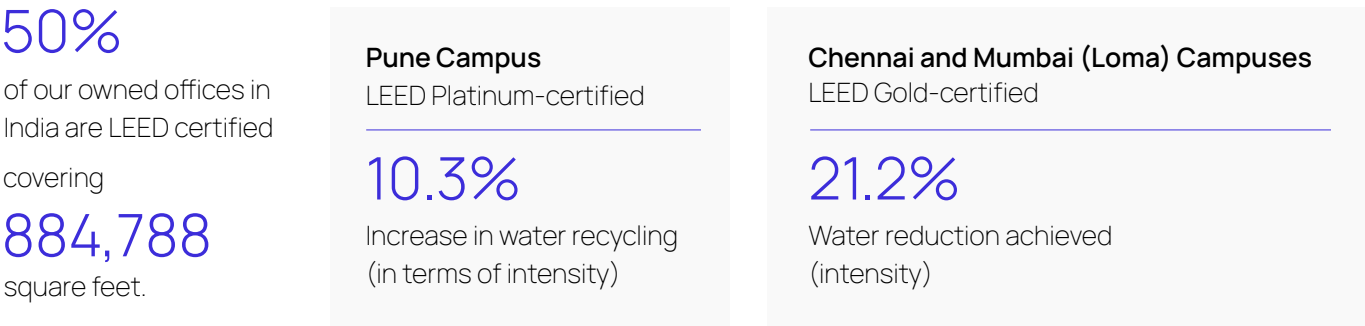 50%
of our owned offices in
India are LEED certified
covering
884,788
square feet.
Pune Campus
LEED Platinum-certified
10.3%
Increase in water recycling
(in terms of intensity)
Chennai and Mumbai (Loma) Campuses
LEED Gold-certified
21.2%
Water reduction achieved
(intensity)